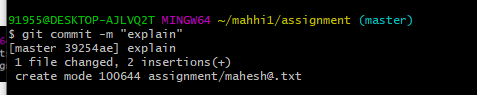 91955@DESKTOP-AJLVQ2T MINGW64 ~/mahhi1/assignment (master)
$ git commit -m "explain"
[master 39254ae] explain
1 file changed, 2 insertions(+)
create mode 100644 assignment/mahesh@.txt